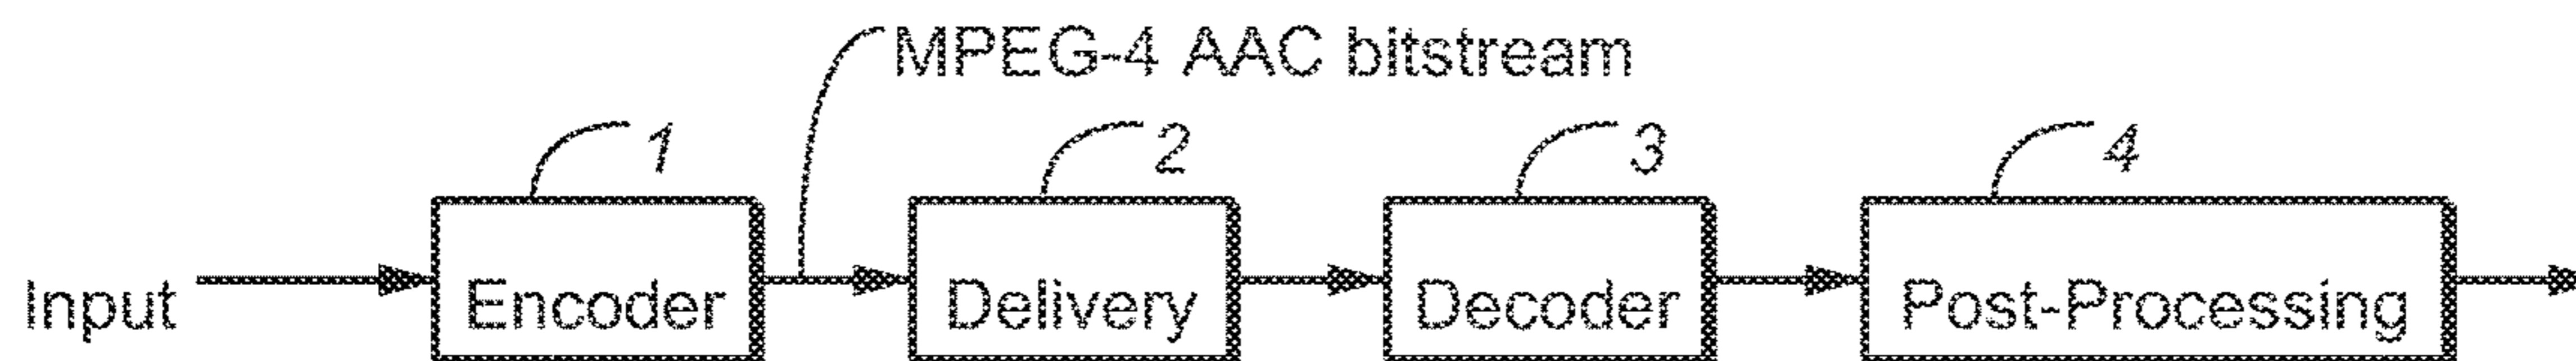 MPEG-4 AAC bitstream
1 2 3 4
Input Encoder Delivery Decoder Post-Processing